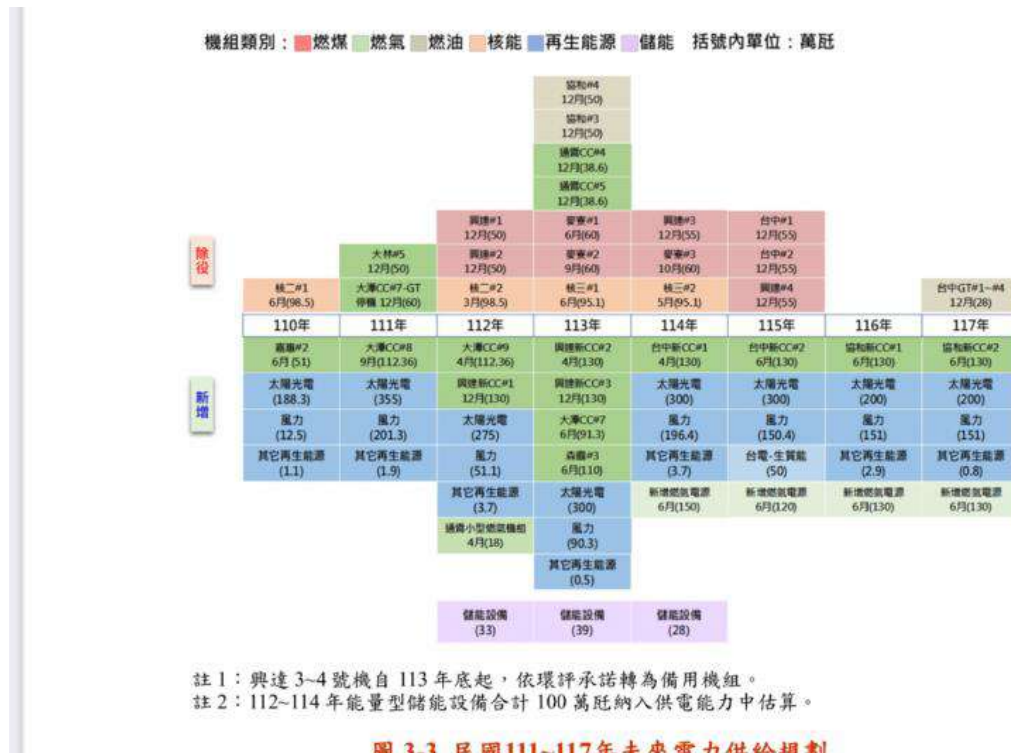 機組類別：燃煤 燃氣 燃油 核能 再生能源 儲能 括號內單位：萬瓩
協和#4
12月(50)
協和#3
12月(50)
通霄CC#4
12月(38.6)
通霄CC#5
12月(38.6)
興達#1 麥寮#1 興達#3 台中#1
12月(50) 6月(60) 12月(55) 12月(55)
除役
大林#5 興達#2 麥寮#2 麥寮#3 台中#2
12月(50) 12月(50) 9月(60) 10月(60) 12月(55)
核二#1 大潭CC#7-GT 核二#2 核三#1 核三#2 興達#4 台中GT#1~#4
6月(98.5) 停機 12月(60) 3月(98.5) 6月(95.1) 5月(95.1) 12月(55) 12月(28)
110年 111年 112年 113年 114年 115年 116年 117年
嘉惠#2 大潭CC#8 大潭CC#9 興達新CC#2 台中新CC#1 台中新CC#2 協和新CC#1 協和新CC#2
6月(51) 9月(112.36) 4月(112.36) 4月(130) 4月(130) 6月(130) 6月(130) 6月(130)
新增
太陽光電 太陽光電 興達新CC#1 興達新CC#3 太陽光電 太陽光電 太陽光電 太陽光電
(188.3) (355) 12月(130) 12月(130) (300) (300) (200) (200)
風力 風力 太陽光電 大潭CC#7 風力 風力 風力 風力
(12.5) (201.3) (275) 6月(91.3) (196.4) (150.4) (151) (151)
其它再生能源 其它再生能源 風力 森霸#3 其它再生能源 台電-生質能 其它再生能源 其它再生能源
(1.1) (1.9) (51.1) 6月(110) (3.7) (50) (2.9) (0.8)
其它再生能源 太陽光電 新增燃氣電源 新增燃氣電源 新增燃氣電源 新增燃氣電源
(3.7) (300) 6月(150) 6月(120) 6月(130) 6月(130)
通霄小型燃氣機組 風力
4月(18) (90.3)
其它再生能源
(0.5)
儲能設備 儲能設備 儲能設備
(33) (39) (28)
註 1：興達 3~4 號機自 113 年底起，依環評承諾轉為備用機組。
註 2：112~114 年能量型儲能設備合計 100 萬瓩納入供電能力中估算。
圖 3-3 民國111~117年未來電力供給規劃